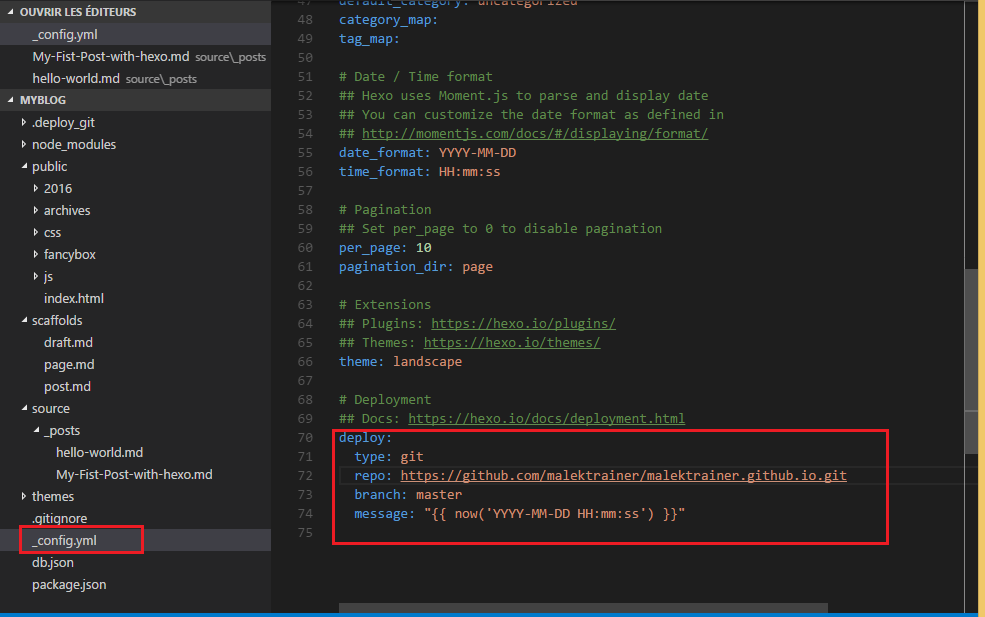 OUVRIR LES ÉDITEURS
_config.yml
My-Fist-Post-with-hexo.md source\_posts
hello-world.md source\_posts
MYBLOG
.deploy_git
node_modules
public
2016
archives
css
fancybox
js
index.html
scaffolds
draft.md
page.md
post.md
source
_posts
hello-world.md
My-Fist-Post-with-hexo.md
themes
.gitignore
_config.yml
db.json
package.json
47 default_category: uncategorized
48 category_map:
49 tag_map:
50
51 # Date / Time format
52 ## Hexo uses Moment.js to parse and display date
53 ## You can customize the date format as defined in
54 ## http://momentjs.com/docs/#/displaying/format/
55 date_format: YYYY-MM-DD
56 time_format: HH:mm:ss
57
58 # Pagination
59 ## Set per_page to 0 to disable pagination
60 per_page: 10
61 pagination_dir: page
62
63 # Extensions
64 ## Plugins: https://hexo.io/plugins/
65 ## Themes: https://hexo.io/themes/
66 theme: landscape
67
68 # Deployment
69 ## Docs: https://hexo.io/docs/deployment.html
70 deploy:
71 type: git
72 repo: https://github.com/malektrainer/malektrainer.github.io.git
73 branch: master
74 message: "{{ now('YYYY-MM-DD HH:mm:ss') }}"
75